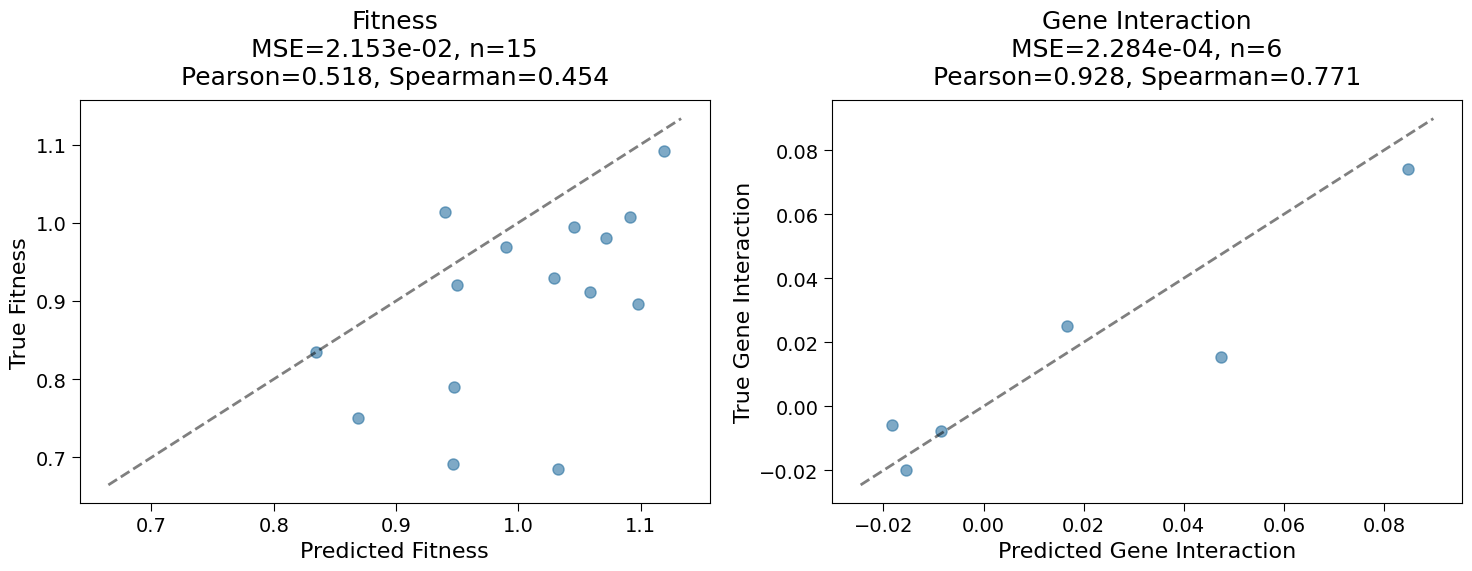 Fitness
MSE=2.153e-02, n=15
Pearson=0.518, Spearman=0.454
True Fitness
1.1
1.0
0.9
0.8
0.7
0.7
0.8
0.9
1.0
1.1
Predicted Fitness
Gene Interaction
MSE=2.284e-04, n=6
Pearson=0.928, Spearman=0.771
True Gene Interaction
0.08
0.06
0.04
0.02
0.00
−0.02
−0.02
0.00
0.02
0.04
0.06
0.08
Predicted Gene Interaction